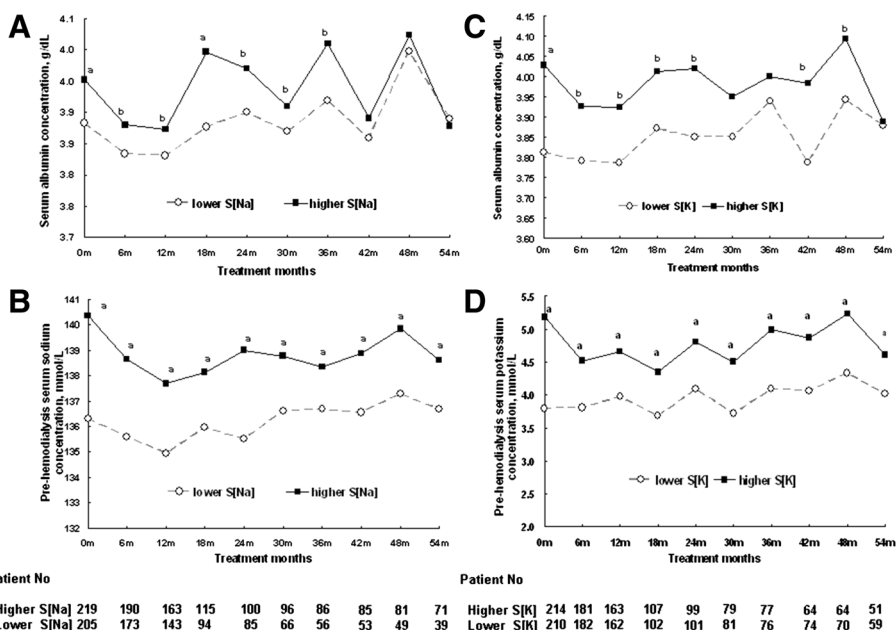 A
Serum albumin concentration, g/dL
4.1
4.0
4.0
3.9
3.9
3.8
3.8
3.7
a
b
b
a
b
b
b
lower S[Na]
higher S[Na]
0m 6m 12m 18m 24m 30m 36m 42m 48m 54m
Treatment months
C
Serum albumin concentration, g/dL
4.15
4.10
4.05
4.00
3.95
3.90
3.85
3.80
3.75
3.70
3.65
3.60
a
b
b
b
b
b
b
lower S[K]
higher S[K]
0m 6m 12m 18m 24m 30m 36m 42m 48m 54m
Treatment months
B
Pre-hemodialysis serum sodium
concentration, mmol/L
141
140
139
138
137
136
135
134
133
132
a
a
a
a
a
a
a
a
a
a
lower S[Na]
higher S[Na]
0m 6m 12m 18m 24m 30m 36m 42m 48m 54m
Treatment months
D
Pre-hemodialysis serum potassium
concentration, mmol/L
5.5
5.0
4.5
4.0
3.5
3.0
2.5
2.0
a
a
a
a
a
a
a
a
a
a
lower S[K]
higher S[K]
0m 6m 12m 18m 24m 30m 36m 42m 48m 54m
Treatment months
atient No
Higher S[Na] 219 190 163 115 100 96 86 85 81 71
Lower S[Na] 205 173 143 94 85 66 56 53 49 39
Patient No
Higher S[K] 214 181 163 107 99 79 77 64 64 51
Lower S[K] 210 182 162 102 101 81 76 74 70 59